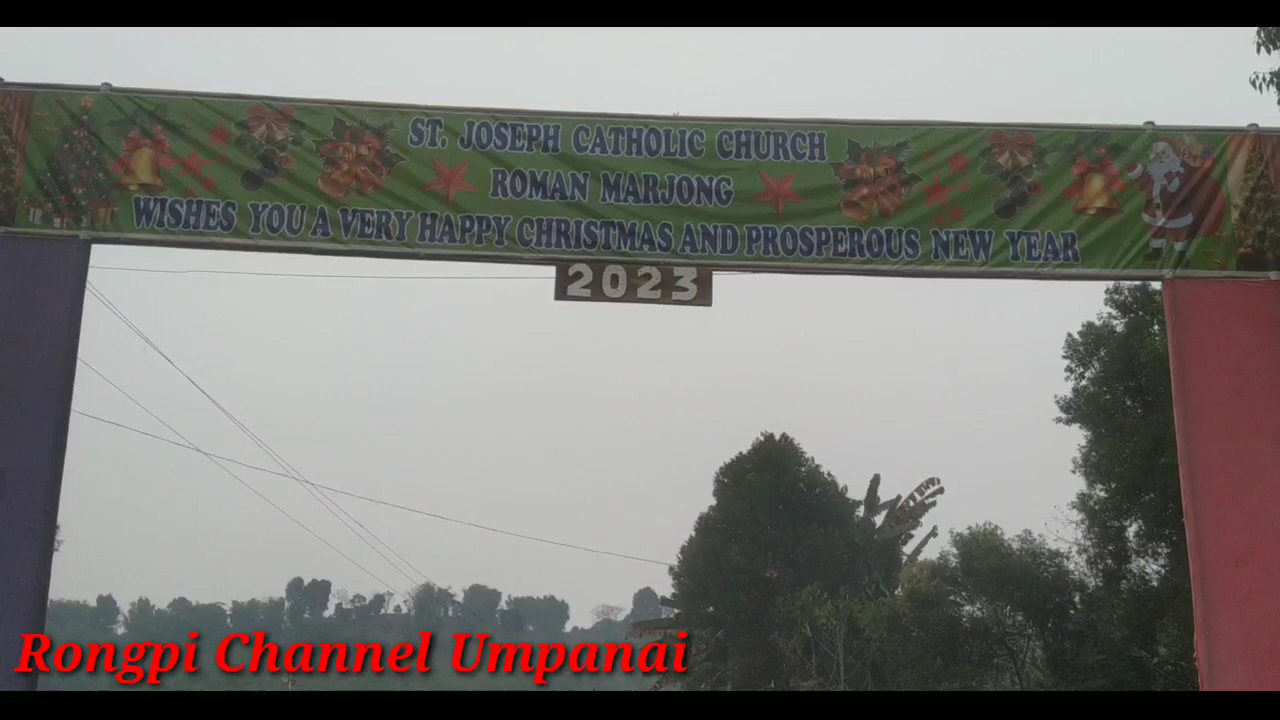 ST. JOSEPH CATHOLIC CHURCH
ROMAN MARJONG
WISHES YOU A VERY HAPPY CHRISTMAS AND PROSPEROUS NEW YEAR
2023
Rongpi Channel Umpanai